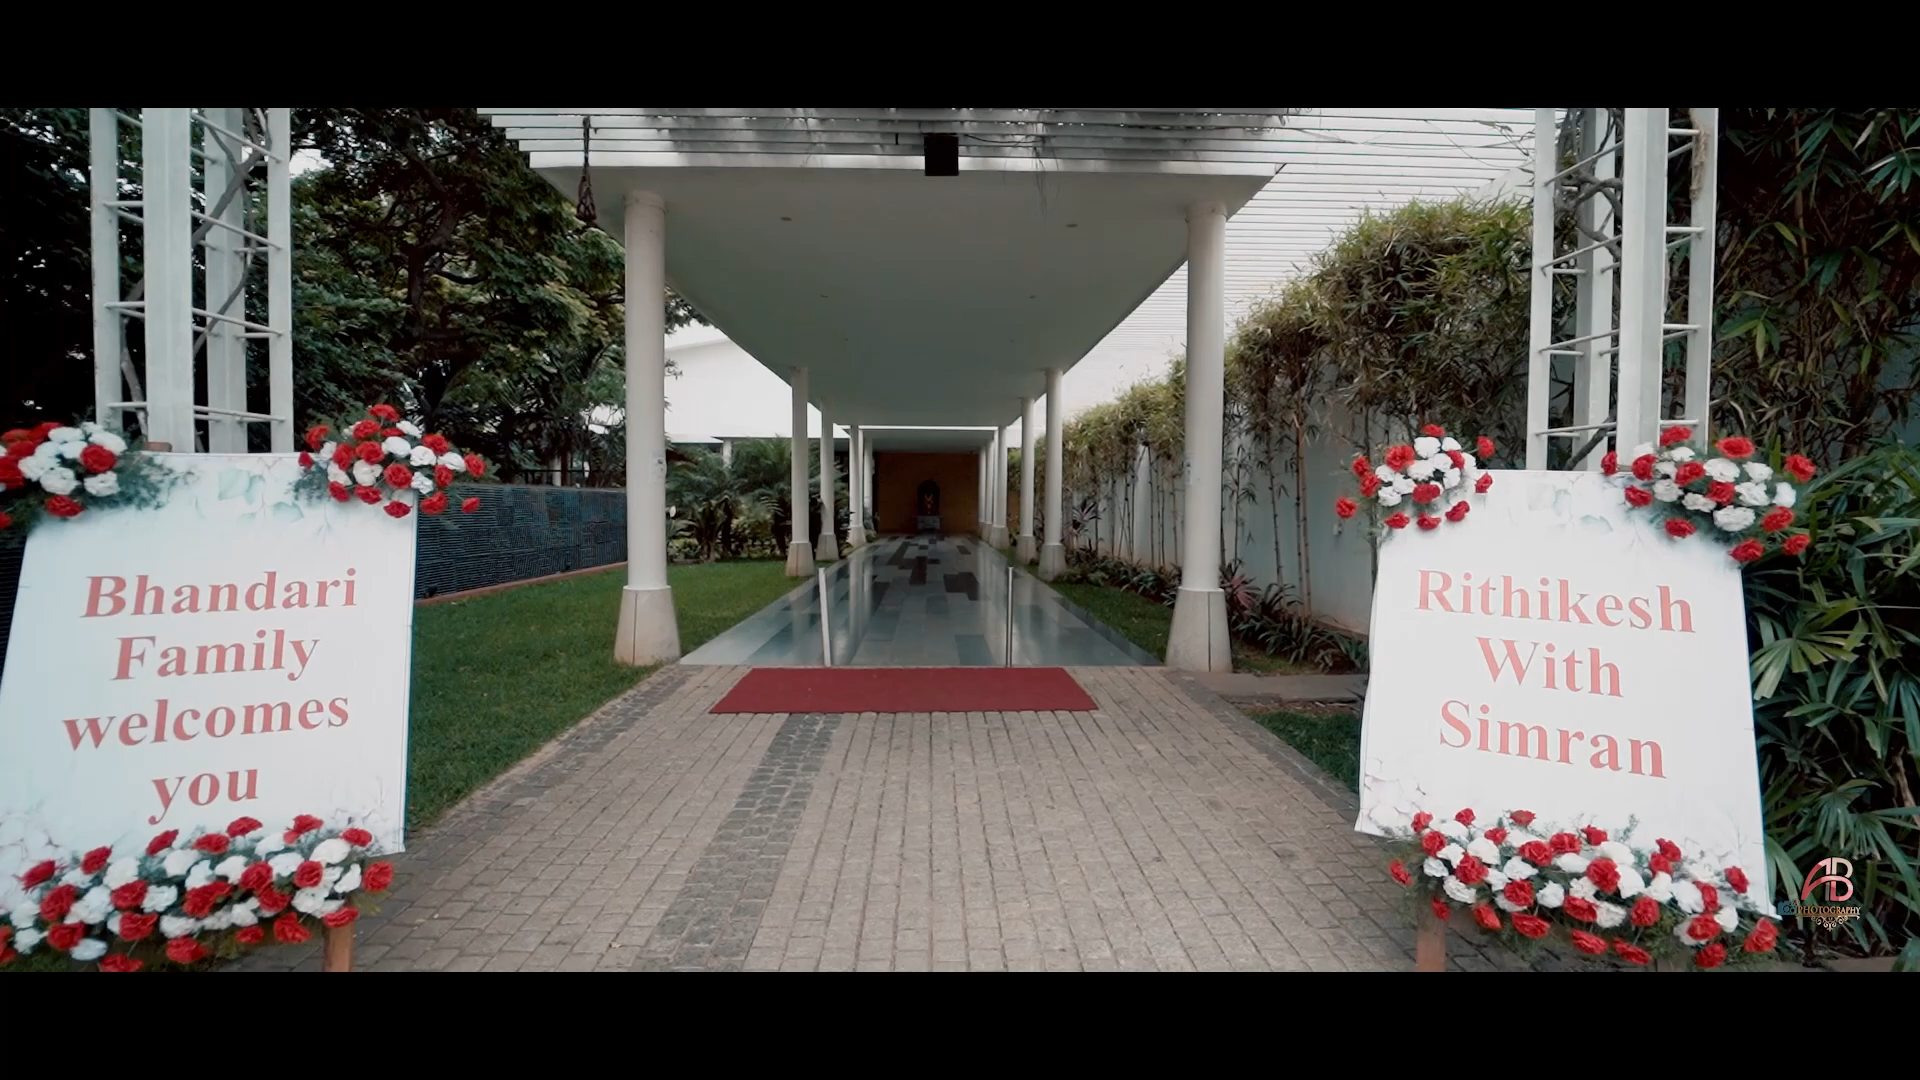 Bhandari
Family
welcomes
you
Rithikesh
With
Simran
AB
PHOTOGRAPHY